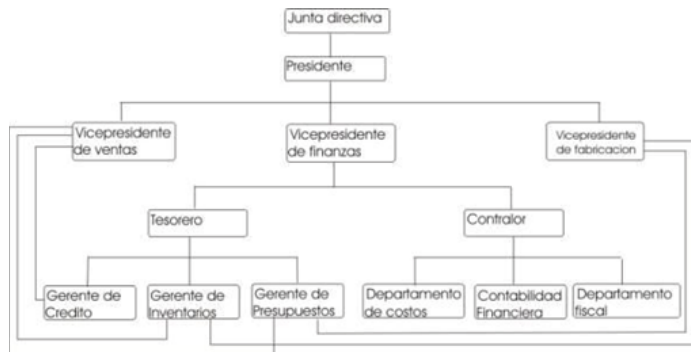 Junta directiva
Presidente
Vicepresidente
de ventas
Vicepresidente
de finanzas
Vicepresidente
de fabricacion
Tesorero
Contralor
Gerente de
Credito
Gerente de
Inventarios
Gerente de
Presupuestos
Departamento
de costos
Contabilidad
Financiera
Departamento
fiscal